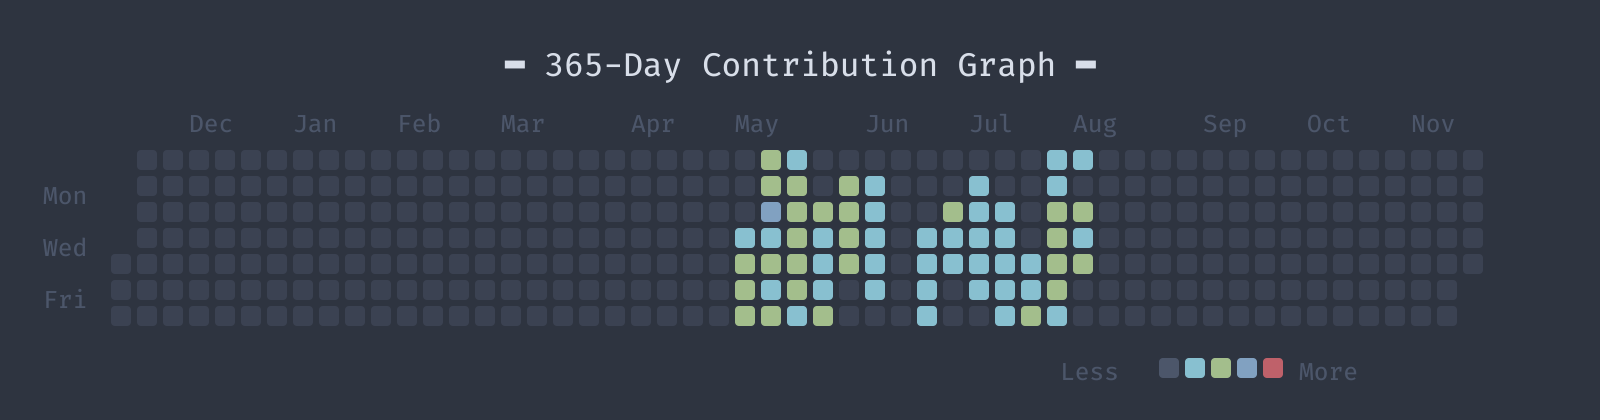 365-Day Contribution Graph
Dec Jan Feb Mar Apr May Jun Jul Aug Sep Oct Nov
Mon
Wed
Fri
Less More